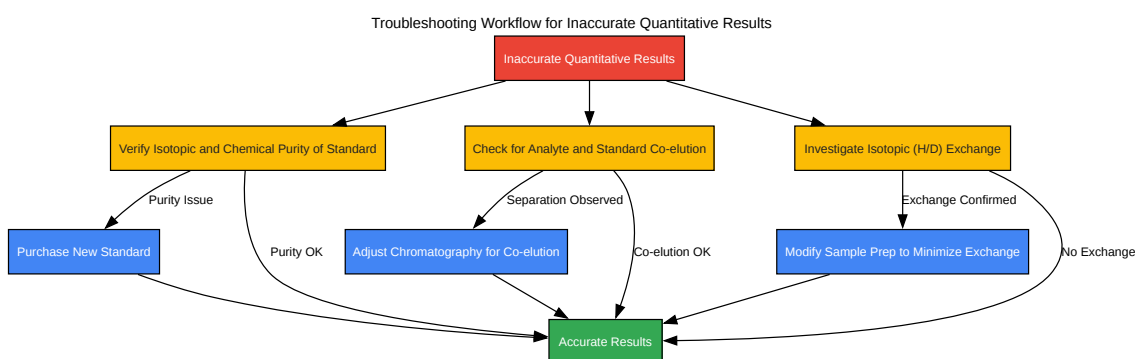 Troubleshooting Workflow for Inaccurate Quantitative Results
Inaccurate Quantitative Results
Verify Isotopic and Chemical Purity of Standard
Check for Analyte and Standard Co-elution
Investigate Isotopic (H/D) Exchange
Purity Issue
Separation Observed
Exchange Confirmed
Purchase New Standard
Purity OK
Adjust Chromatography for Co-elution
Co-elution OK
Modify Sample Prep to Minimize Exchange
No Exchange
Accurate Results